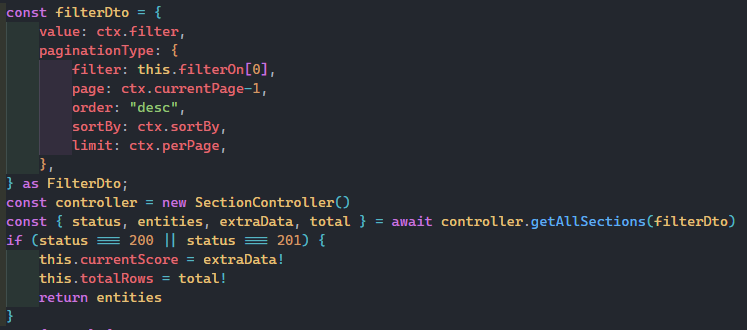 const filterDto = {
    value: ctx.filter,
    paginationType: {
        filter: this.filterOn[0],
        page: ctx.currentPage-1,
        order: "desc",
        sortBy: ctx.sortBy,
        limit: ctx.perPage,
    },
} as FilterDto;
const controller = new SectionController()
const { status, entities, extraData, total } = await controller.getAllSections(filterDto)
if (status === 200 || status === 201) {
    this.currentScore = extraData!
    this.totalRows = total!
    return entities
}